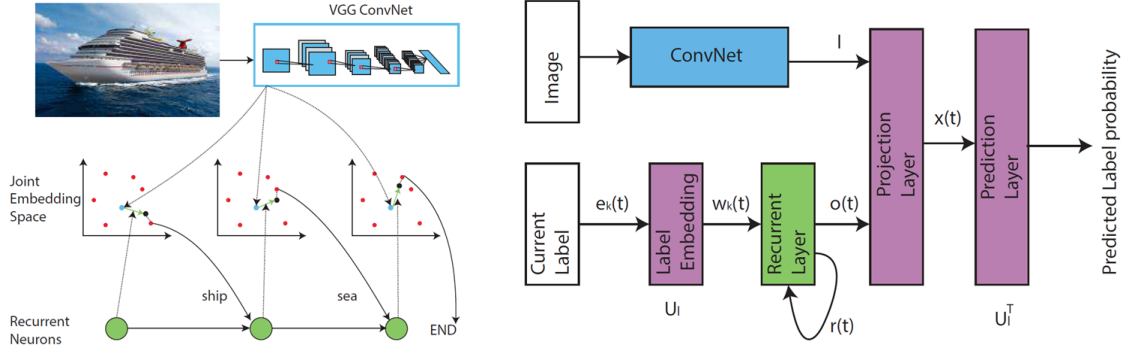 VGG ConvNet
Joint
Embedding
Space
ship
sea
Recurrent
Neurons
END
Image
ConvNet
I
Current
Label
eₖ(t)
Label
Embedding
Uₗ
wₖ(t)
Recurrent
Layer
o(t)
r(t)
Projection
Layer
x(t)
Prediction
Layer
Uₗᵀ
Predicted Label probability